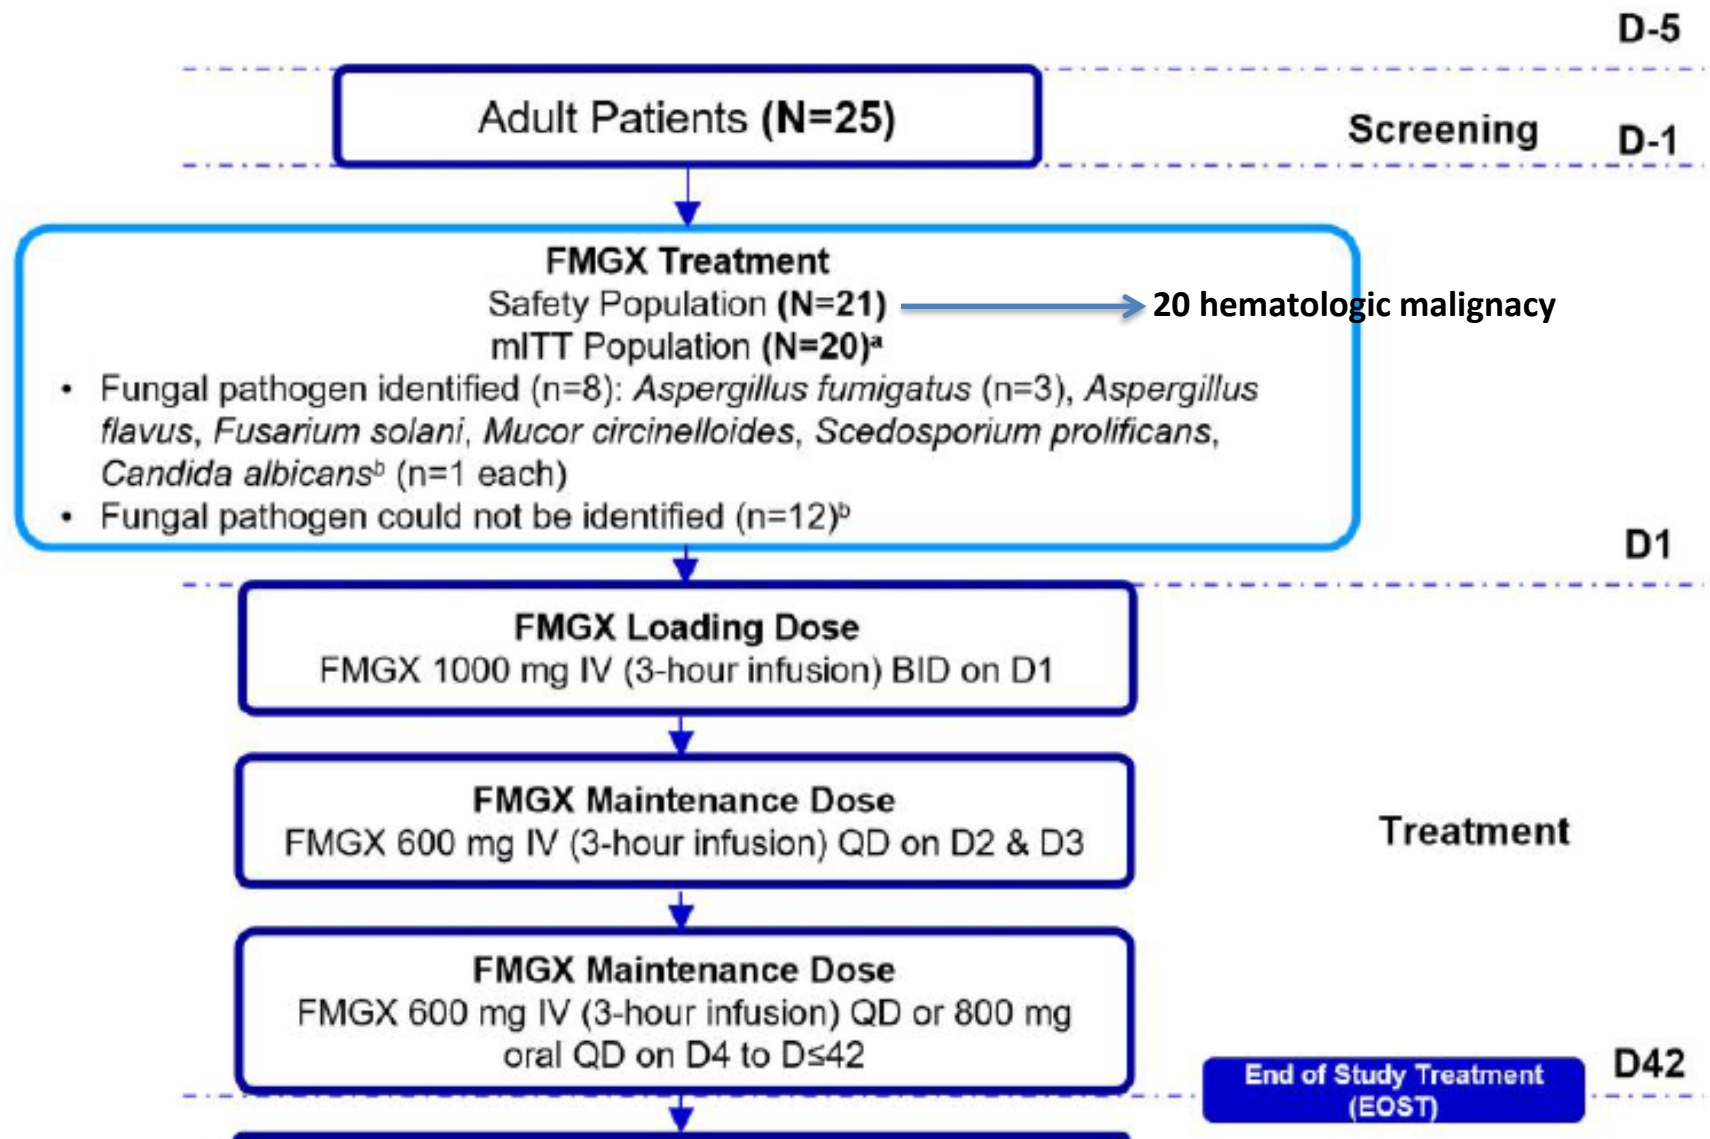 D-5
Adult Patients (N=25)
Screening
D-1
FMGX Treatment
Safety Population (N=21)
20 hematologic malignacy
mITT Population (N=20)ᵃ
• Fungal pathogen identified (n=8): Aspergillus fumigatus (n=3), Aspergillus
flavus, Fusarium solani, Mucor circinelloides, Scedosporium prolificans,
Candida albicansᵇ (n=1 each)
• Fungal pathogen could not be identified (n=12)ᵇ
D1
FMGX Loading Dose
FMGX 1000 mg IV (3-hour infusion) BID on D1
FMGX Maintenance Dose
FMGX 600 mg IV (3-hour infusion) QD on D2 & D3
Treatment
FMGX Maintenance Dose
FMGX 600 mg IV (3-hour infusion) QD or 800 mg
oral QD on D4 to D≤42
D42
End of Study Treatment
(EOST)